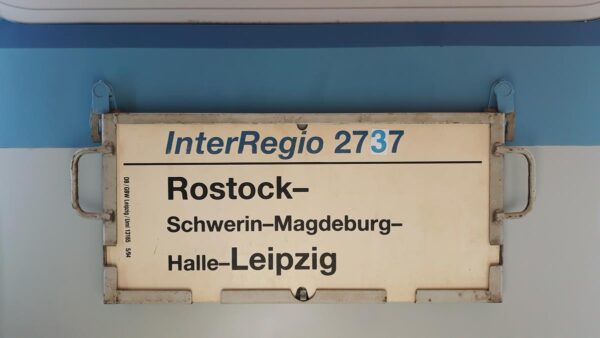 InterRegio 2737
Rostock–
Schwerin–Magdeburg–
Halle–Leipzig